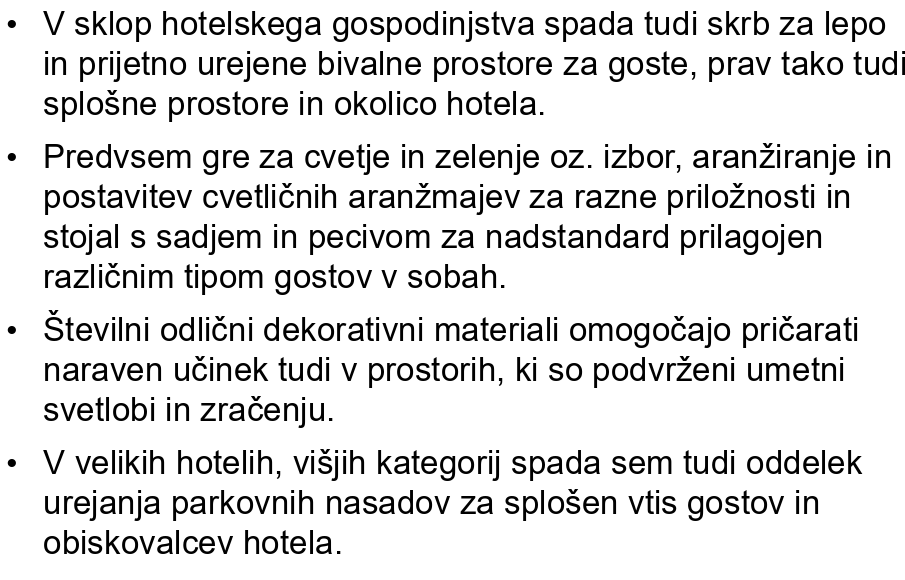 • V sklop hotelskega gospodinjstva spada tudi skrb za lepo
in prijetno urejene bivalne prostore za goste, prav tako tudi
splošne prostore in okolico hotela.
• Predvsem gre za cvetje in zelenje oz. izbor, aranžiranje in
postavitev cvetličnih aranžmajev za razne priložnosti in
stojal s sadjem in pecivom za nadstandard prilagojen
različnim tipom gostov v sobah.
• Številni odlični dekorativni materiali omogočajo pričarati
naraven učinek tudi v prostorih, ki so podvrženi umetni
svetlobi in zračenju.
• V velikih hotelih, višjih kategorij spada sem tudi oddelek
urejanja parkovnih nasadov za splošen vtis gostov in
obiskovalcev hotela.